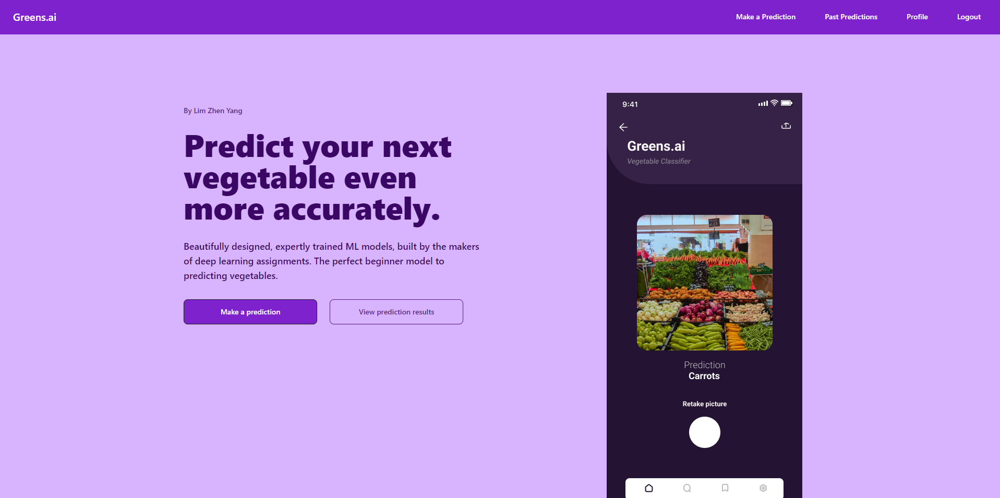 Greens.ai
Make a Prediction
Past Predictions
Profile
Logout
By Lim Zhen Yang
Predict your next
vegetable even
more accurately.
Beautifully designed, expertly trained ML models, built by the makers
of deep learning assignments. The perfect beginner model to
predicting vegetables.
Make a prediction
View prediction results
9:41
Greens.ai
Vegetable Classifier
Prediction
Carrots
Retake picture